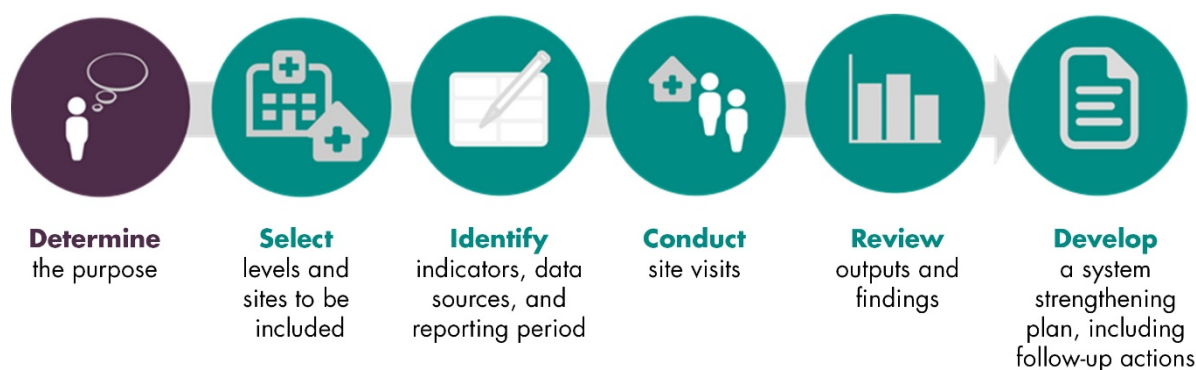 Determine
the purpose
Select
levels and
sites to be
included
Identify
indicators, data
sources, and
reporting period
Conduct
site visits
Review
outputs and
findings
Develop
a system
strengthening
plan, including
follow-up actions